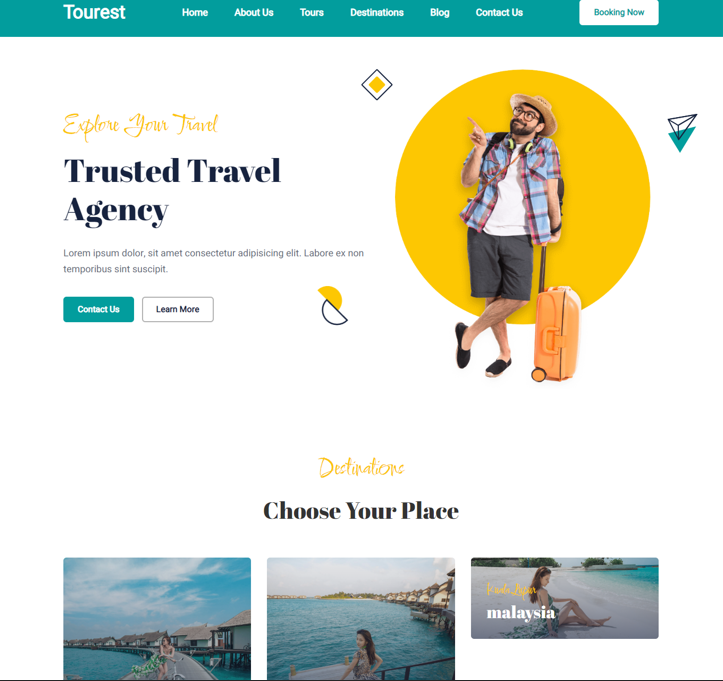 Tourest
Home About Us Tours Destinations Blog Contact Us
Booking Now
Explore Your Travel
Trusted Travel
Agency
Lorem ipsum dolor, sit amet consectetur adipisicing elit. Labore ex non
temporibus sint suscipit.
Contact Us
Learn More
Destinations
Choose Your Place
malaysia